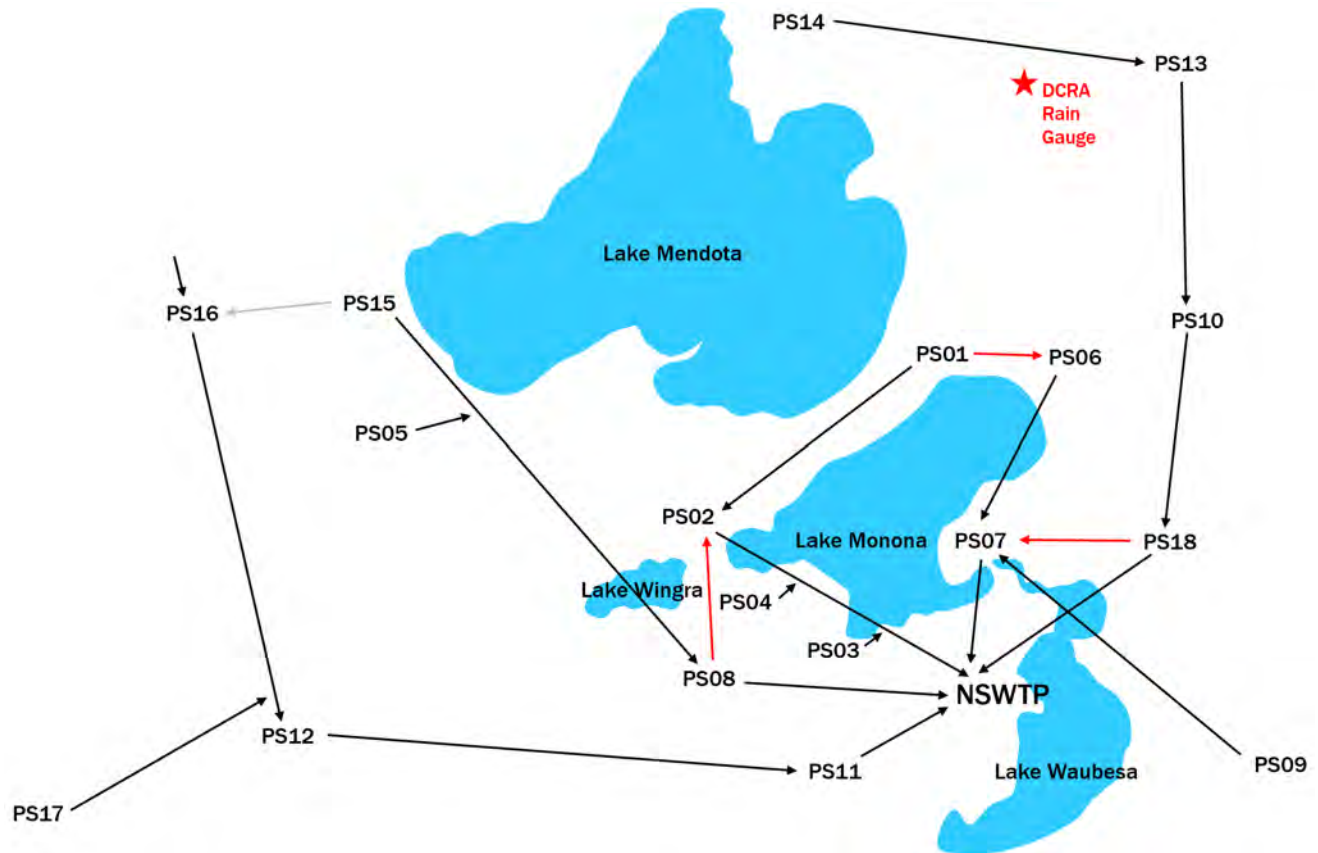 PS14
PS13
DCRA
Rain
Gauge
Lake Mendota
PS15
PS16
PS10
PS01
PS06
PS05
PS02
Lake Monona
PS07
PS18
Lake Wingra
PS04
PS03
PS08
NSWTP
PS12
PS11
Lake Waubesa
PS09
PS17